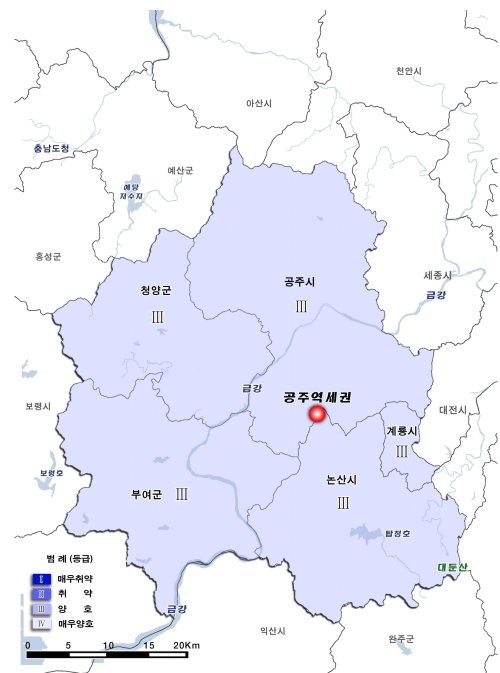 천안시
아산시
충남도청
예산군
예당
저수지
홍성군
공주시
Ⅲ
세종시
금강
청양군
Ⅲ
금강
공주역세권
보령시
대전시
계룡시
Ⅲ
보령호
부여군 Ⅲ
논산시
Ⅲ
탑정호
대둔산
범 례 (등급)
Ⅰ 매우취약
Ⅱ 취 약
Ⅲ 양 호
Ⅳ 매우양호
금강
익산시
완주군
0 5 10 15 20Km